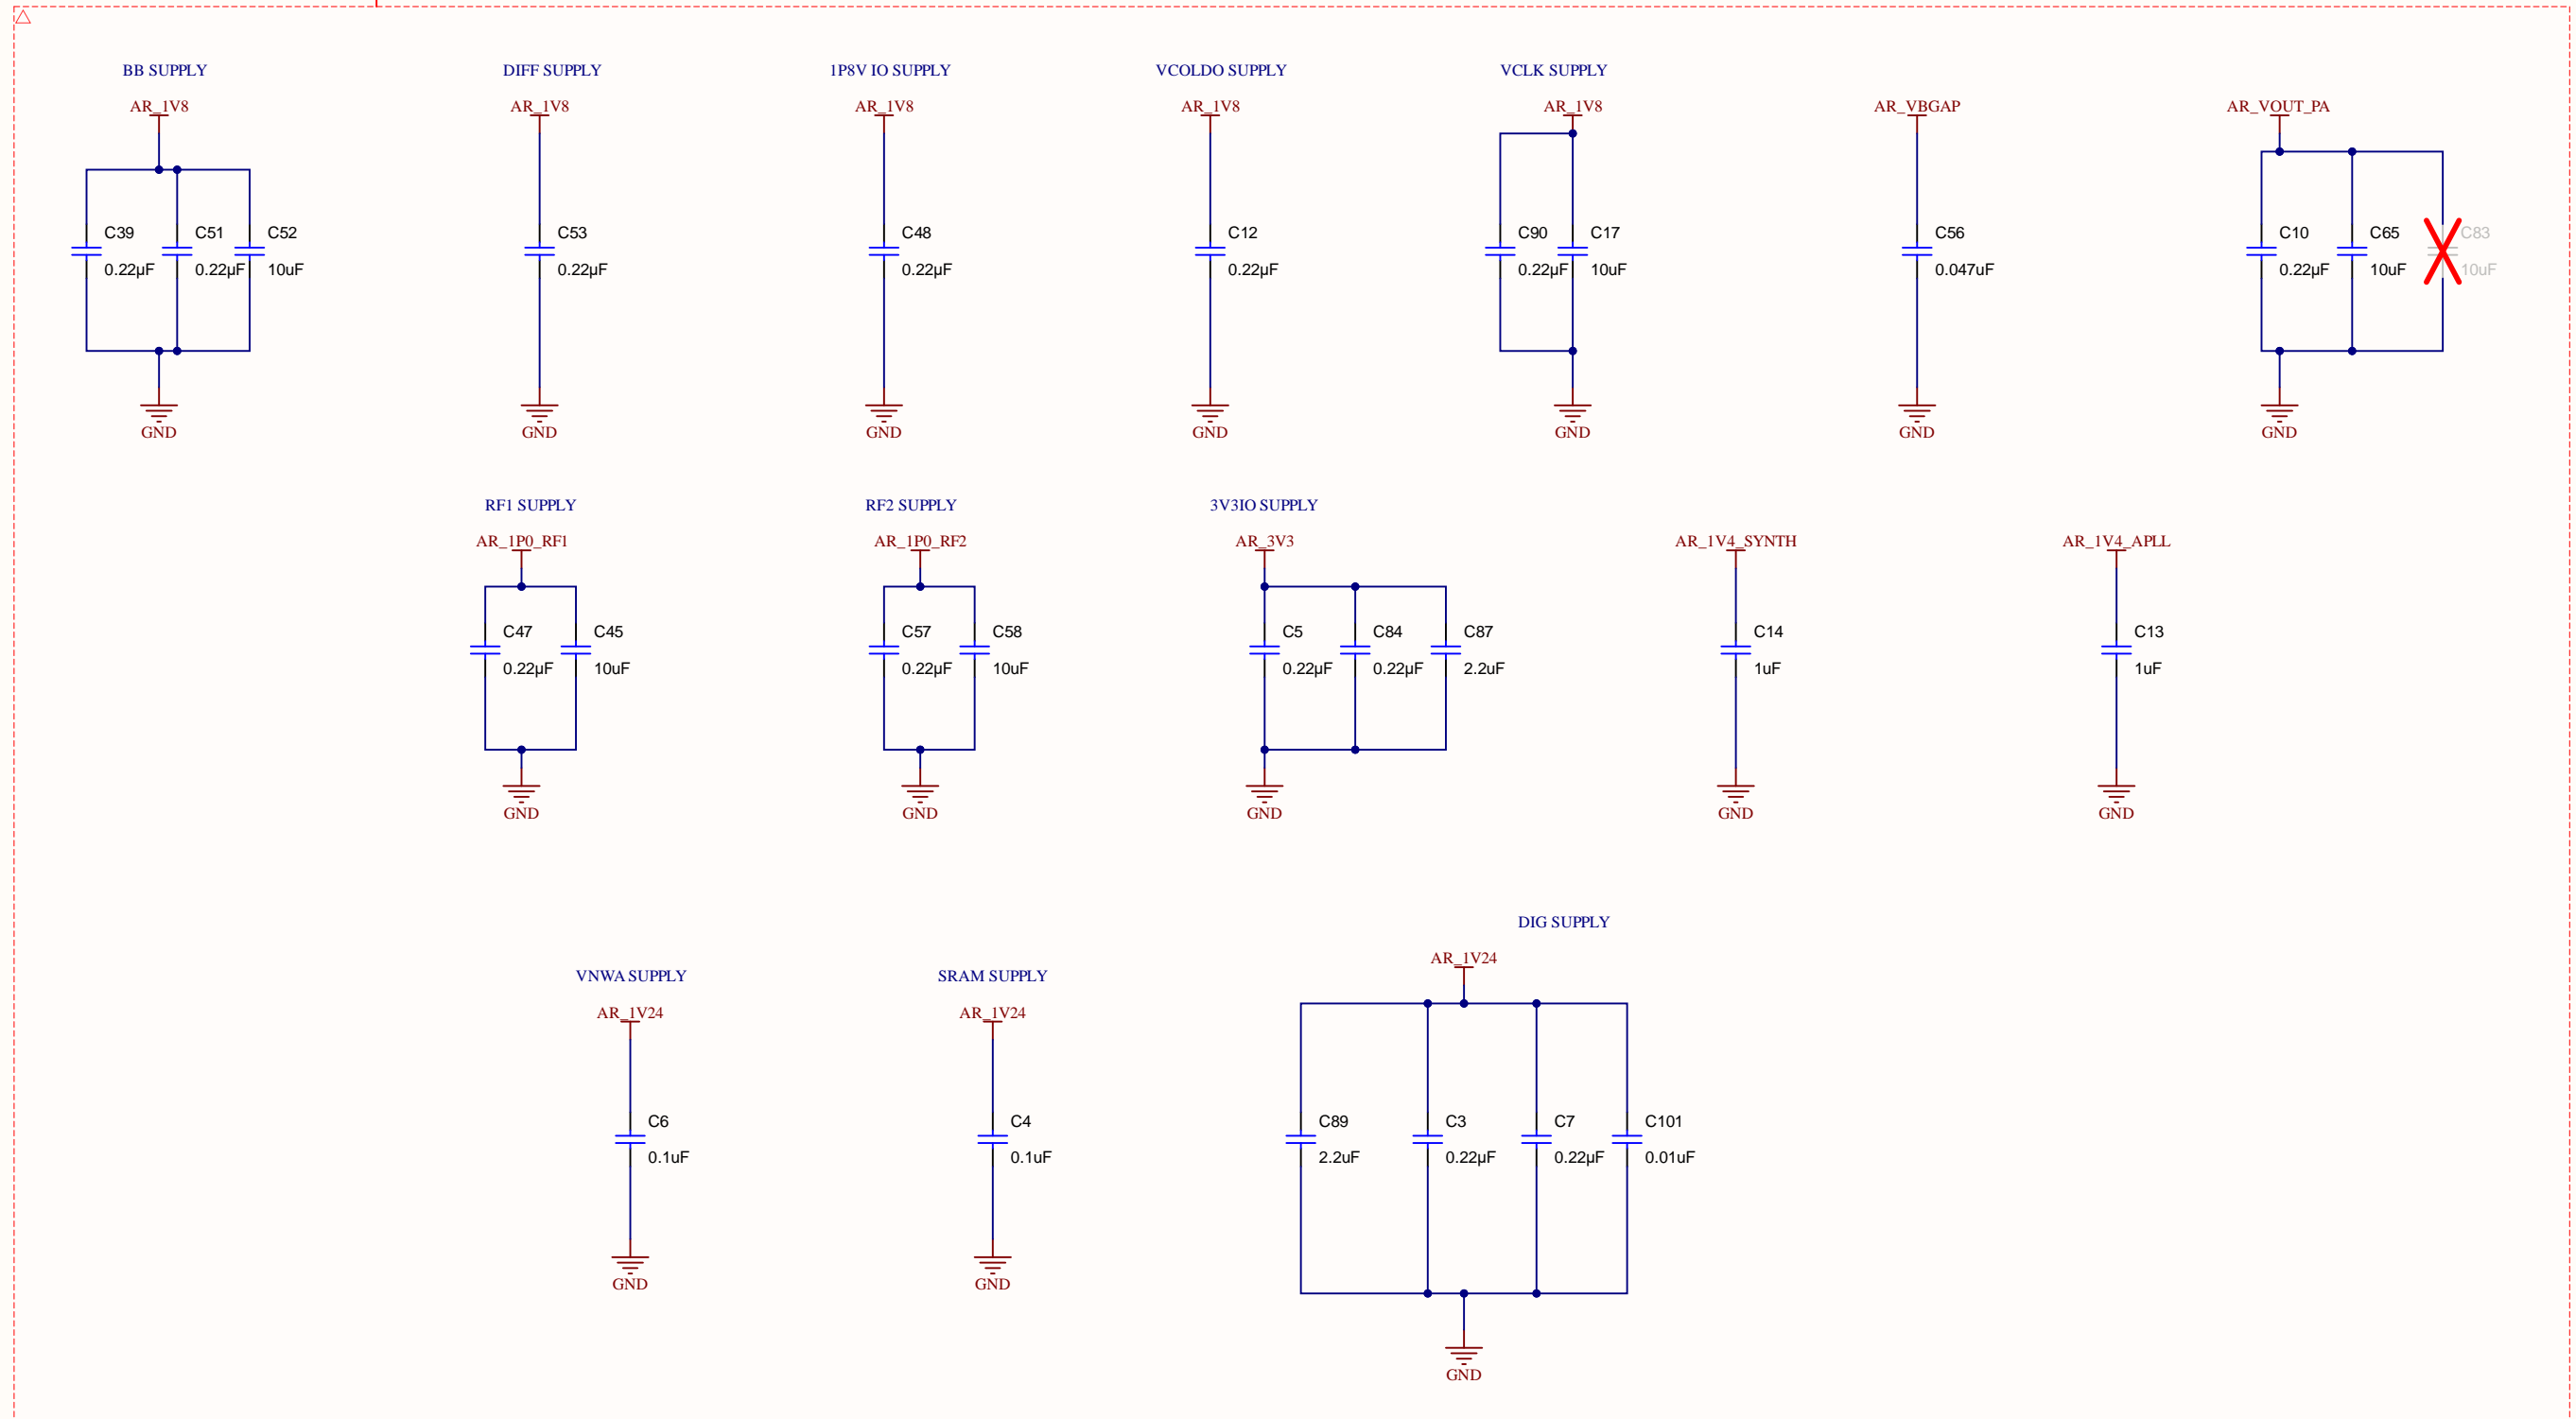 BB SUPPLY
DIFF SUPPLY
1P8V IO SUPPLY
VCOLDO SUPPLY
VCLK SUPPLY
AR_1V8
AR_1V8
AR_1V8
AR_1V8
AR_1V8
AR_VBGAP
AR_VOUT_PA
C39
C51
C52
C53
C48
C12
C90
C17
C56
C10
C65
C83
0.22µF
0.22µF
10uF
0.22µF
0.22µF
0.22µF
0.22µF
10uF
0.047uF
0.22µF
10uF
10uF
GND
GND
GND
GND
GND
GND
GND
RF1 SUPPLY
RF2 SUPPLY
3V3IO SUPPLY
AR_1P0_RF1
AR_1P0_RF2
AR_3V3
AR_1V4_SYNTH
AR_1V4_APLL
C47
C45
C57
C58
C5
C84
C87
C14
C13
0.22µF
10uF
0.22µF
10uF
0.22µF
0.22µF
2.2uF
1uF
1uF
GND
GND
GND
GND
GND
DIG SUPPLY
AR_1V24
VNWA SUPPLY
SRAM SUPPLY
AR_1V24
AR_1V24
C6
C4
C89
C3
C7
C101
0.1uF
0.1uF
2.2uF
0.22µF
0.22µF
0.01uF
GND
GND
GND